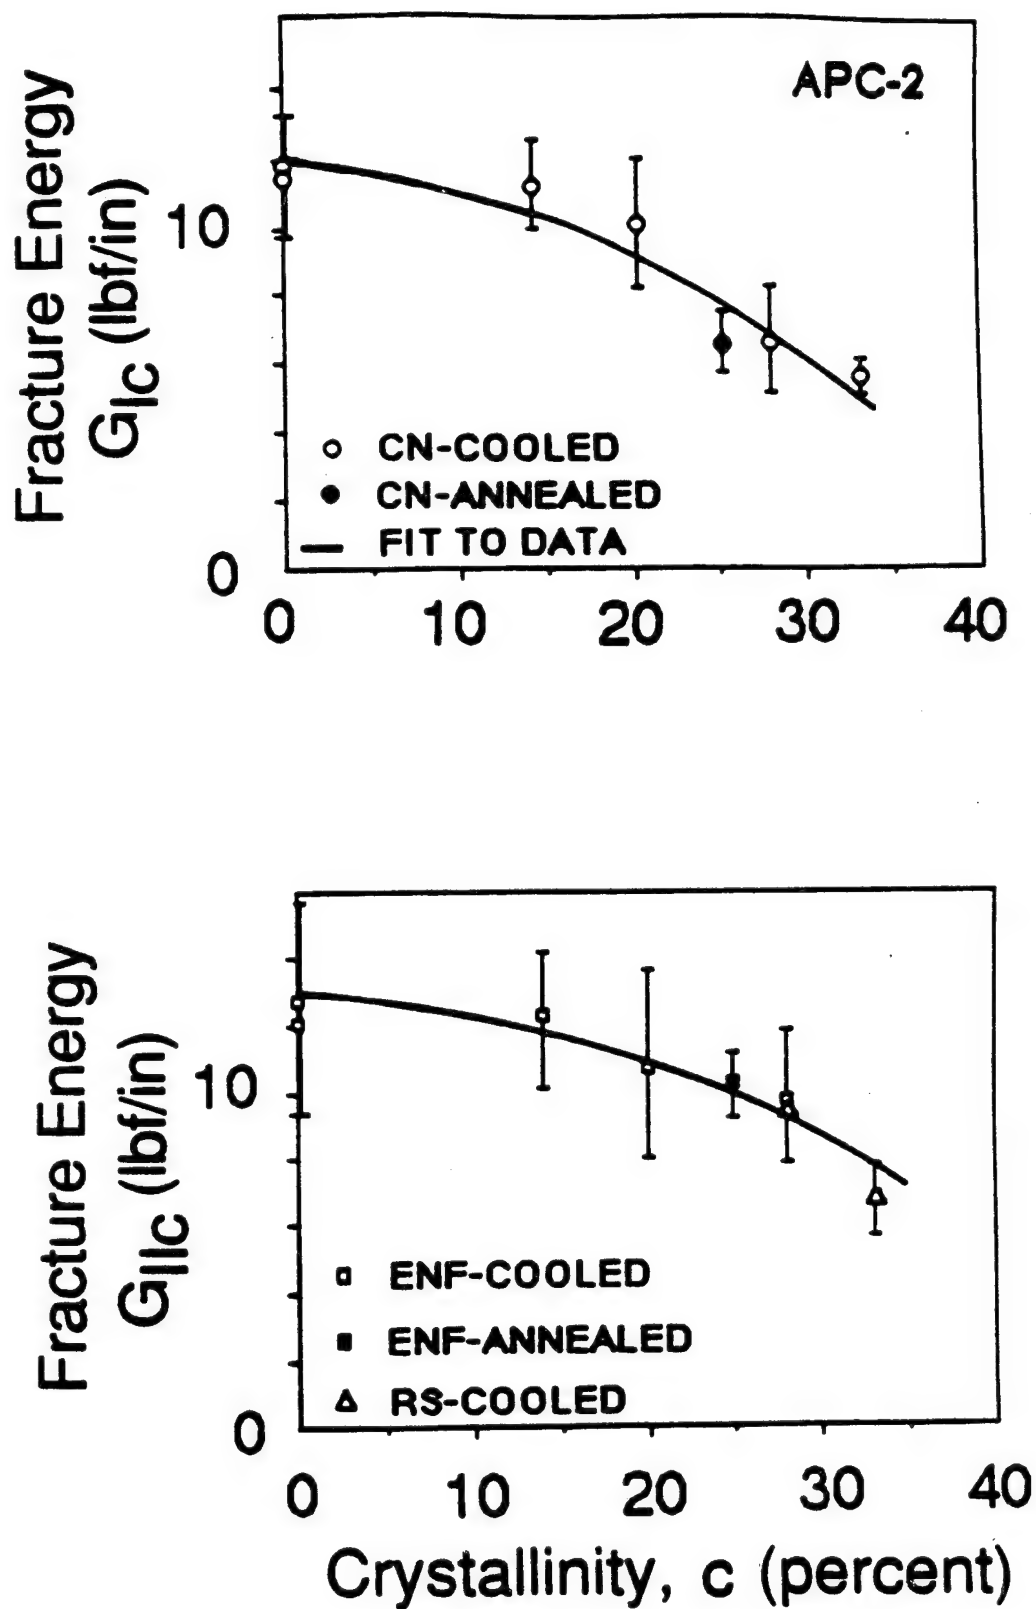 APC-2
Fracture Energy
GIc (lbf/in)
10
0
CN-COOLED
CN-ANNEALED
FIT TO DATA
0 10 20 30 40
Fracture Energy
GIIc (lbf/in)
10
0
ENF-COOLED
ENF-ANNEALED
RS-COOLED
0 10 20 30 40
Crystallinity, c (percent)